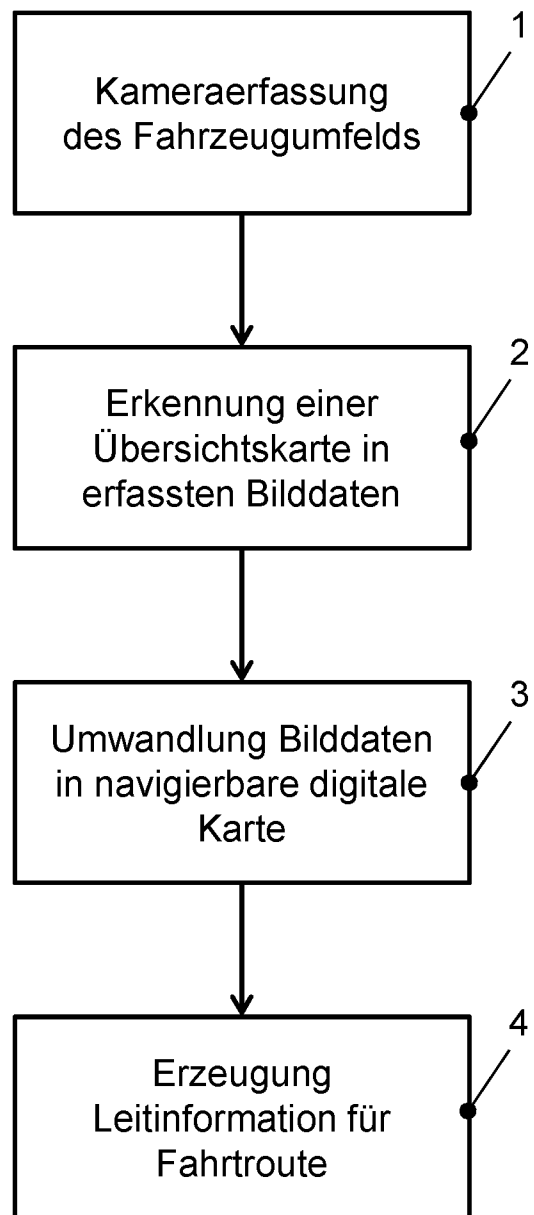 1
Kameraerfassung
des Fahrzeugumfelds
2
Erkennung einer
Übersichtskarte in
erfassten Bilddaten
3
Umwandlung Bilddaten
in navigierbare digitale
Karte
4
Erzeugung
Leitinformation für
Fahrtroute